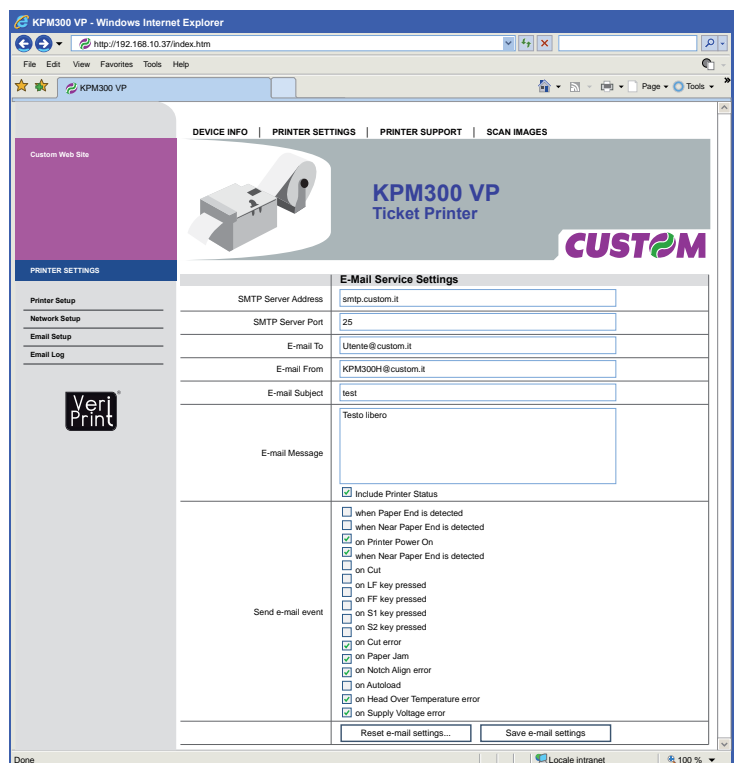 KPM300 VP - Windows Internet Explorer
http://192.168.10.37/index.htm
File Edit View Favorites Tools Help
KPM300 VP
Page Tools »
DEVICE INFO | PRINTER SETTINGS | PRINTER SUPPORT | SCAN IMAGES
Custom Web Site
KPM300 VP
Ticket Printer
CUSTOM
PRINTER SETTINGS
Printer Setup
Network Setup
Email Setup
Email Log
Veri
Print
E-Mail Service Settings
SMTP Server Address smtp.custom.it
SMTP Server Port 25
E-mail To Utente@custom.it
E-mail From KPM300H@custom.it
E-mail Subject test
E-mail Message Testo libero
Include Printer Status
Send e-mail event
when Paper End is detected
when Near Paper End is detected
on Printer Power On
when Near Paper End is detected
on Cut
on LF key pressed
on FF key pressed
on S1 key pressed
on S2 key pressed
on Cut error
on Paper Jam
on Notch Align error
on Autoload
on Head Over Temperature error
on Supply Voltage error
Reset e-mail settings... Save e-mail settings
Done Locale intranet 100 %